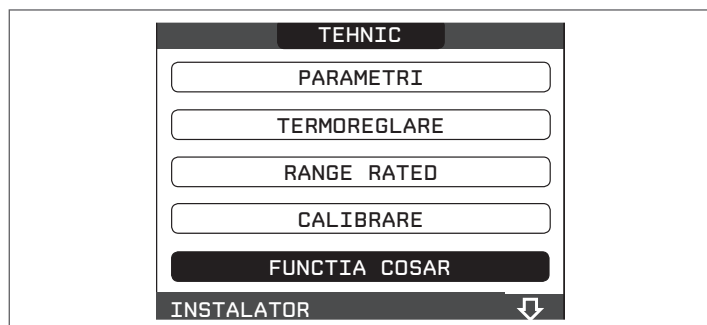 TEHNIC
PARAMETRI
TERMOREGLARE
RANGE RATED
CALIBRARE
FUNCTIA COSAR
INSTALATOR